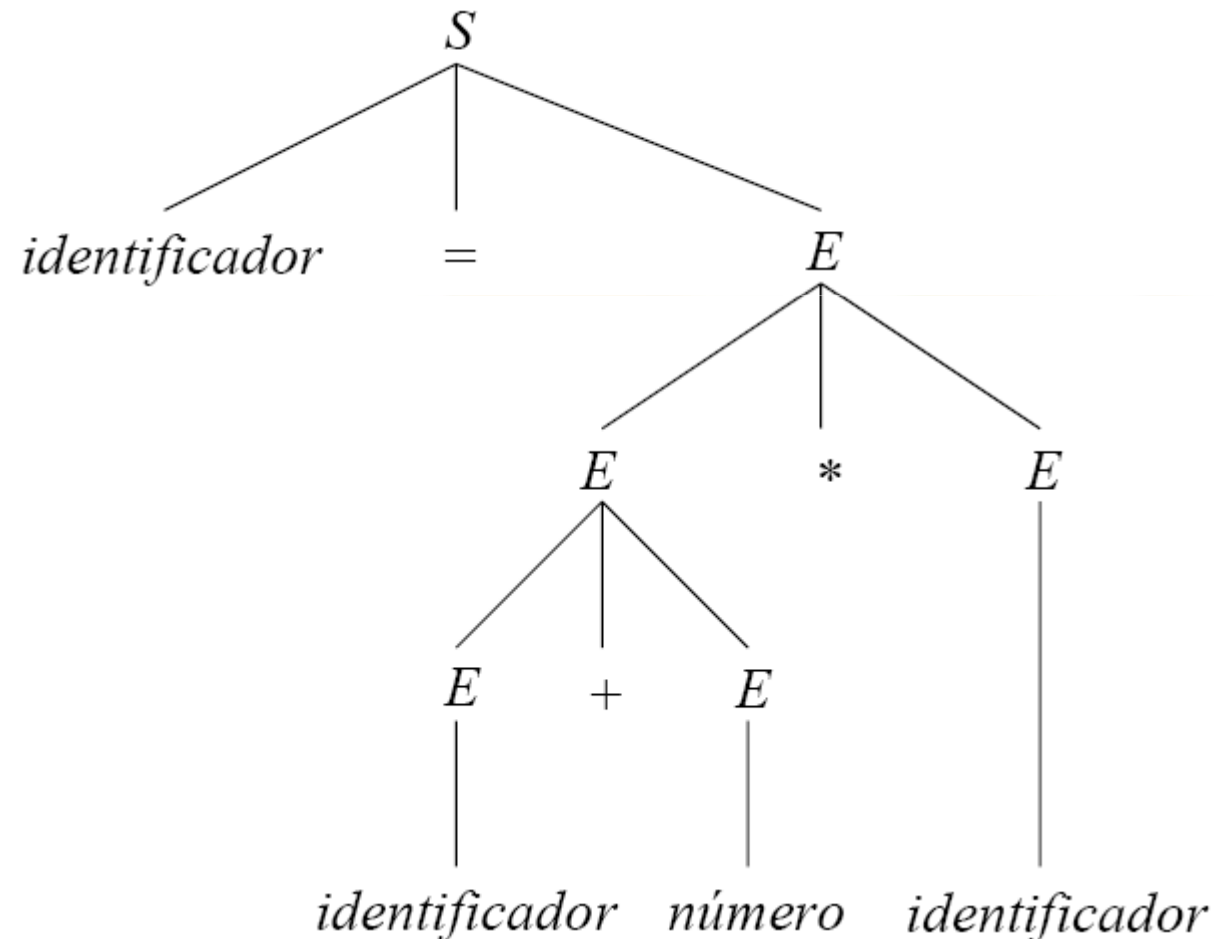 S
identificador = E
E * E
E + E
identificador número identificador